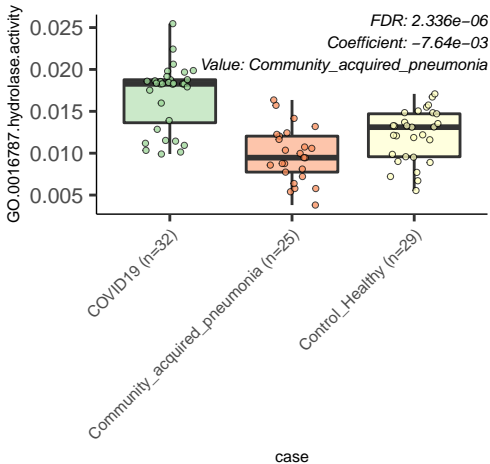 FDR: 2.336e−06
Coefficient: −7.64e−03
Value: Community_acquired_pneumonia
GO.0016787.hydrolase.activity
0.025
0.020
0.015
0.010
0.005
COVID19 (n=32)
Community_acquired_pneumonia (n=25)
Control_Healthy (n=29)
case